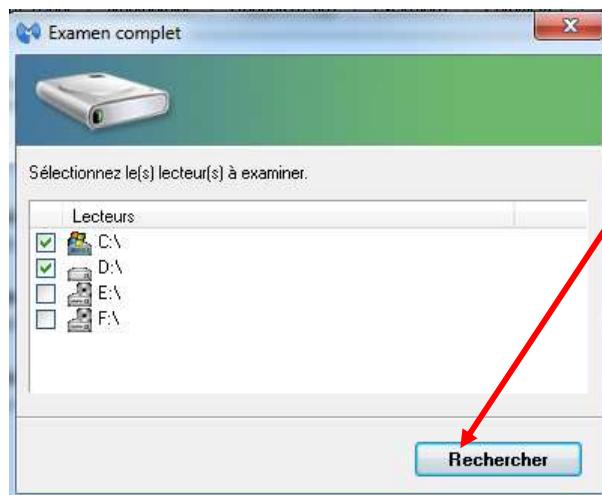 Examen complet
Sélectionnez le(s) lecteur(s) à examiner.
Lecteurs
C:\
D:\
E:\
F:\
Rechercher